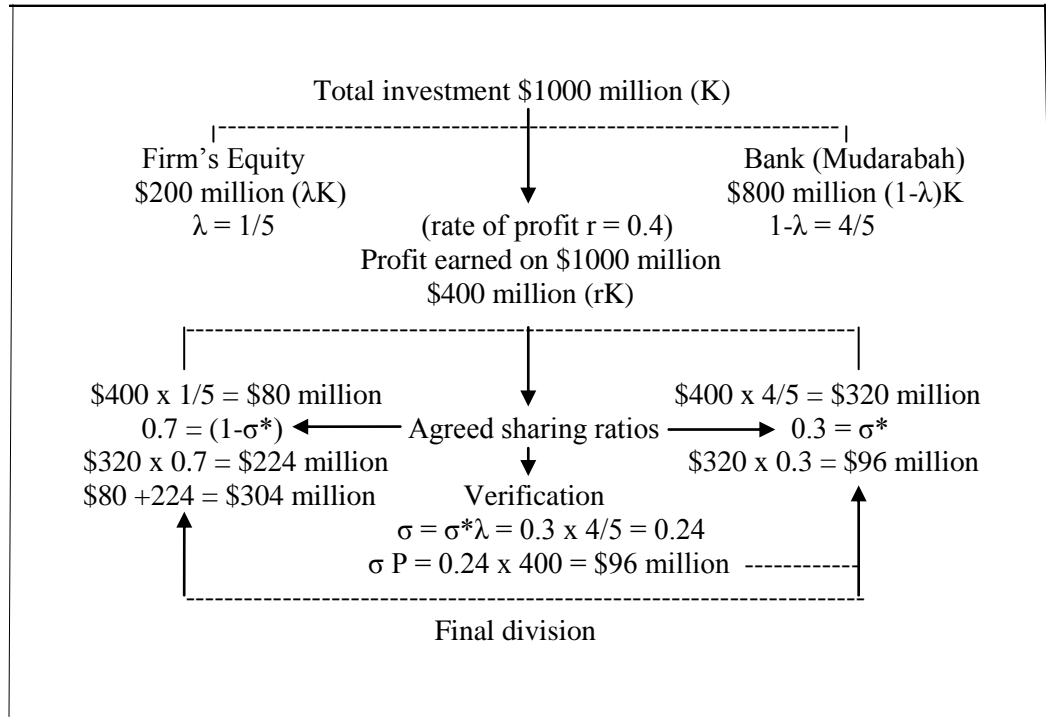 Total investment $1000 million (K)
Firm's Equity
$200 million (λK)
λ = 1/5
Bank (Mudarabah)
$800 million (1-λ)K
1-λ = 4/5
(rate of profit r = 0.4)
Profit earned on $1000 million
$400 million (rK)
$400 x 1/5 = $80 million
0.7 = (1-σ*)
$320 x 0.7 = $224 million
$80 +224 = $304 million
Agreed sharing ratios
$400 x 4/5 = $320 million
0.3 = σ*
$320 x 0.3 = $96 million
Verification
σ = σ*λ = 0.3 x 4/5 = 0.24
σ P = 0.24 x 400 = $96 million
Final division